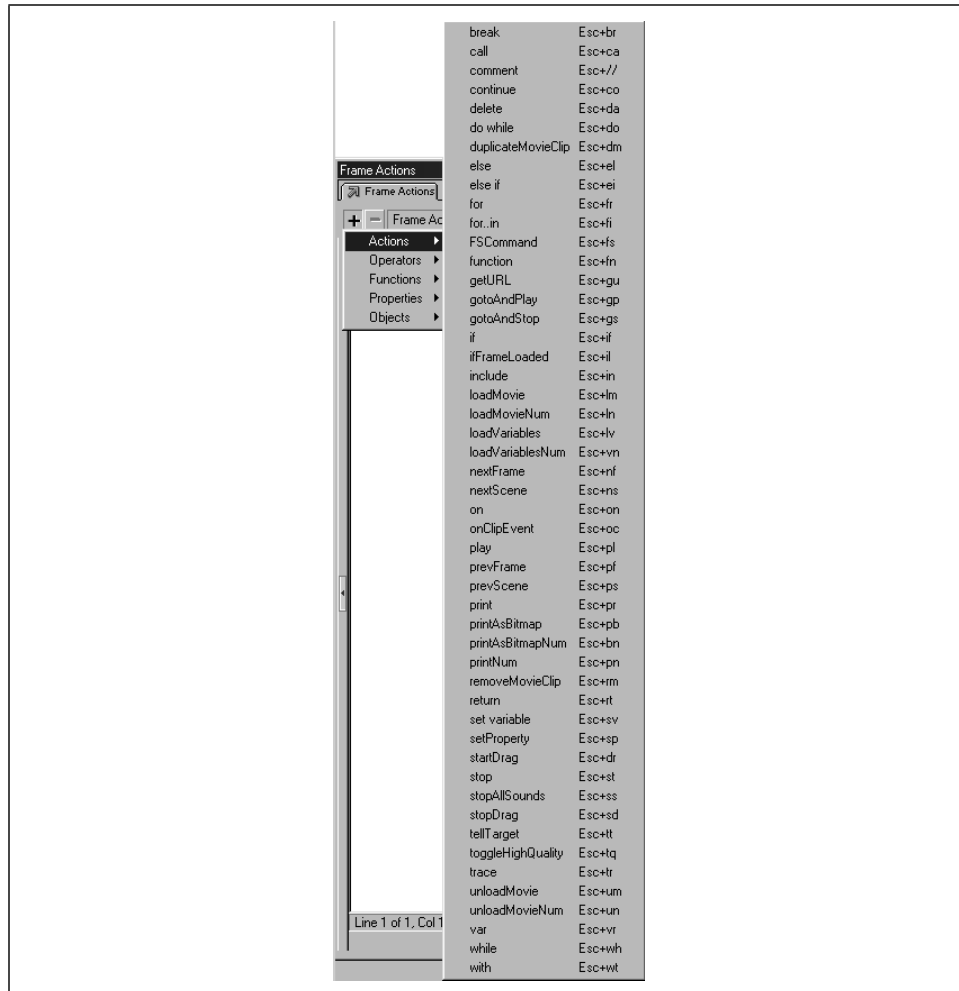 Frame Actions
Frame Actions
+ − Frame Ac
Actions
Operators
Functions
Properties
Objects
Line 1 of 1, Col 1
break Esc+br
call Esc+ca
comment Esc+//
continue Esc+co
delete Esc+da
do while Esc+do
duplicateMovieClip Esc+dm
else Esc+el
else if Esc+ei
for Esc+fr
for..in Esc+fi
FSCommand Esc+fs
function Esc+fn
getURL Esc+gu
gotoAndPlay Esc+gp
gotoAndStop Esc+gs
if Esc+if
ifFrameLoaded Esc+il
include Esc+in
loadMovie Esc+lm
loadMovieNum Esc+ln
loadVariables Esc+lv
loadVariablesNum Esc+vn
nextFrame Esc+nf
nextScene Esc+ns
on Esc+on
onClipEvent Esc+oc
play Esc+pl
prevFrame Esc+pf
prevScene Esc+ps
print Esc+pr
printAsBitmap Esc+pb
printAsBitmapNum Esc+bn
printNum Esc+pn
removeMovieClip Esc+rm
return Esc+rt
set variable Esc+sv
setProperty Esc+sp
startDrag Esc+dr
stop Esc+st
stopAllSounds Esc+ss
stopDrag Esc+sd
tellTarget Esc+tt
toggleHighQuality Esc+tq
trace Esc+tr
unloadMovie Esc+um
unloadMovieNum Esc+un
var Esc+vr
while Esc+wh
with Esc+wt